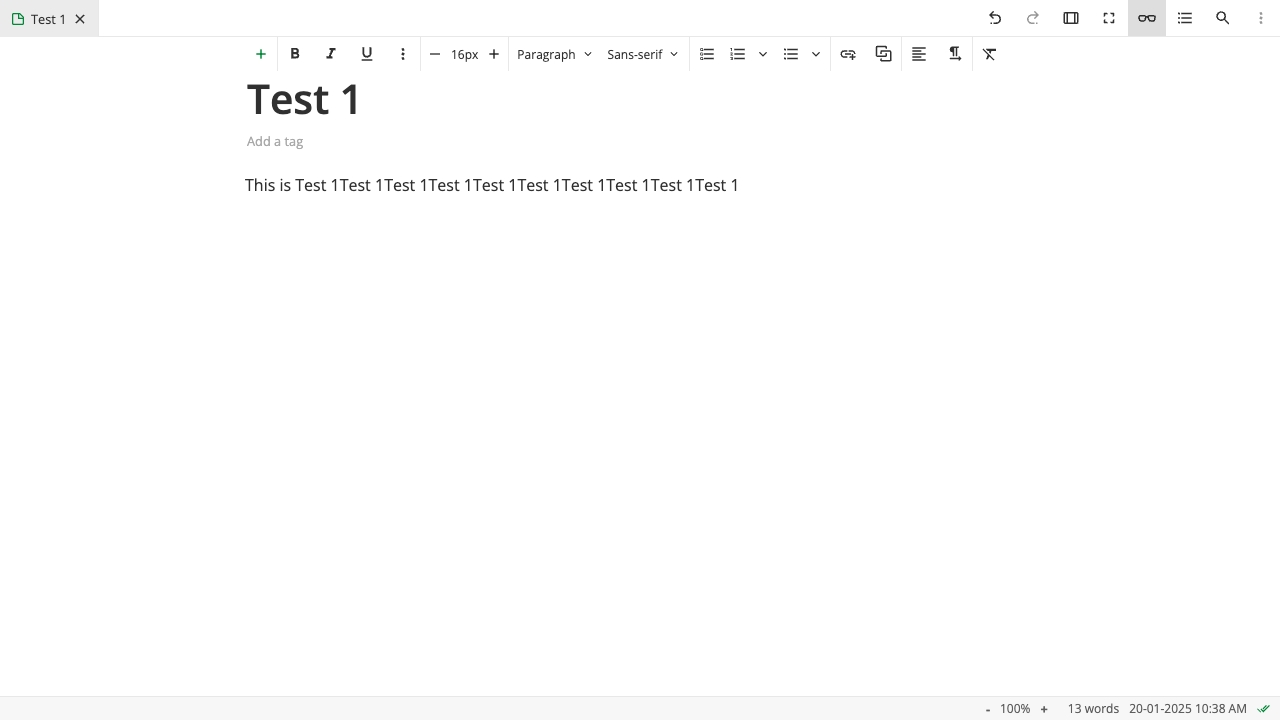 Test 1
16px Paragraph Sans-serif
Test 1
Add a tag
This is Test 1Test 1Test 1Test 1Test 1Test 1Test 1Test 1Test 1Test 1
- 100% + 13 words 20-01-2025 10:38 AM